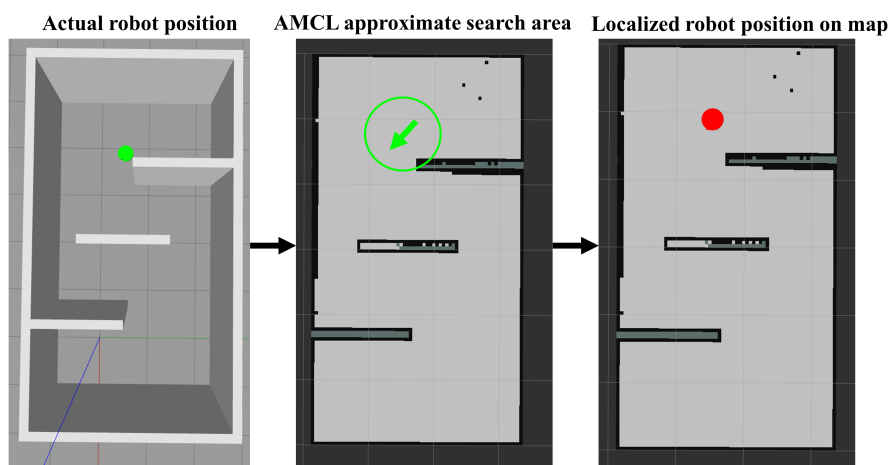 Actual robot position
AMCL approximate search area
Localized robot position on map